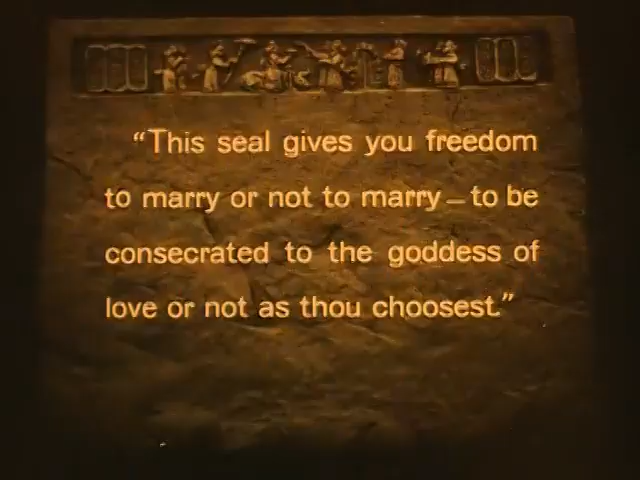 “This seal gives you freedom
to marry or not to marry – to be
consecrated to the goddess of
love or not as thou choosest.”